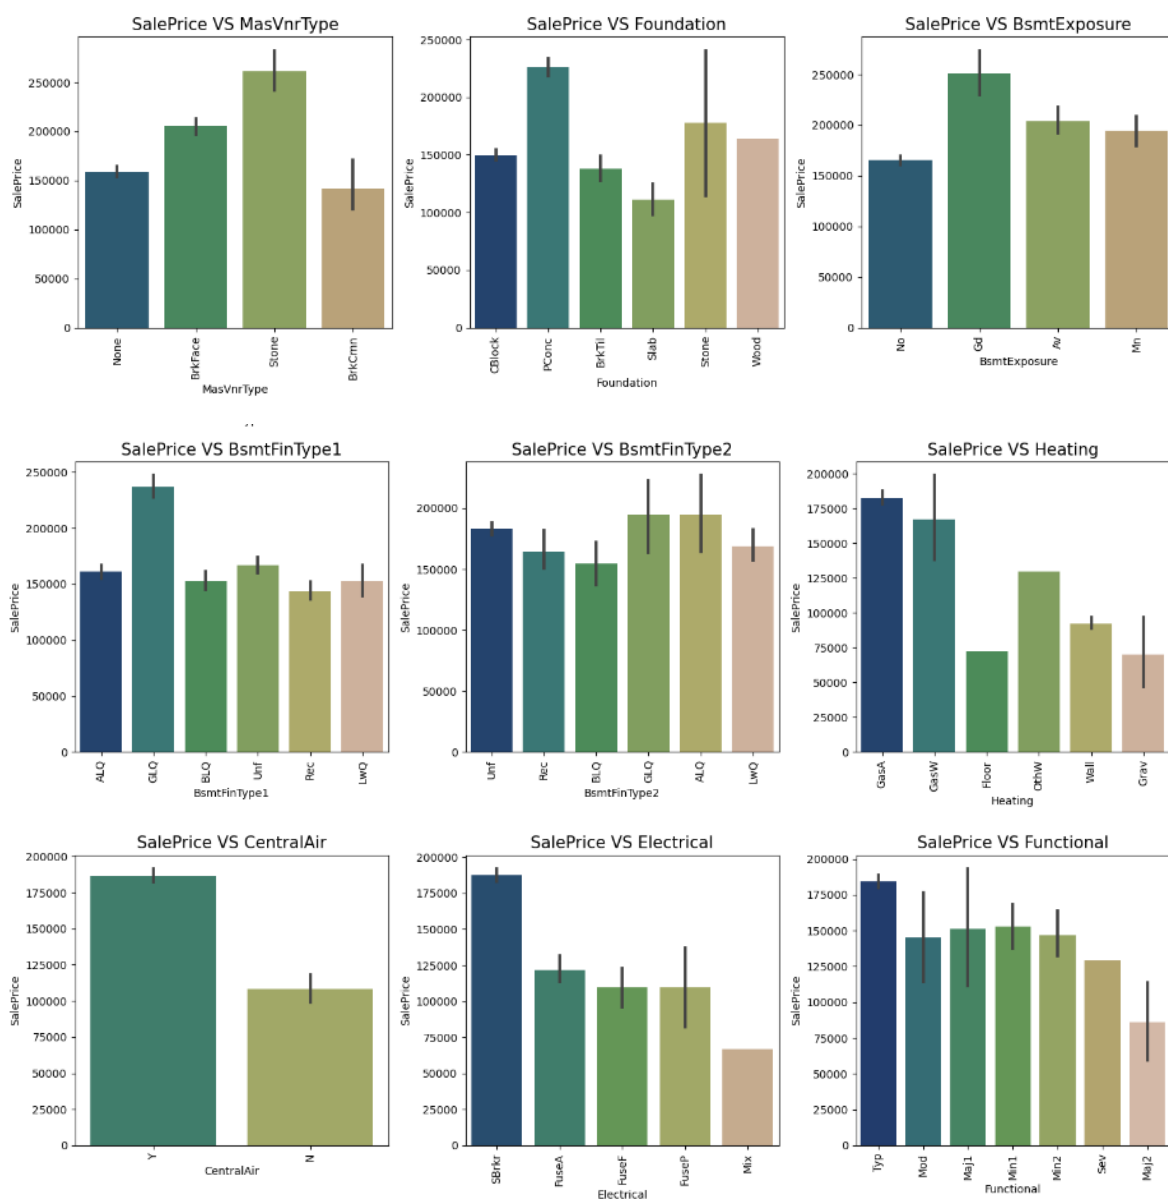 SalePrice VS MasVnrType
SalePrice
250000
200000
150000
100000
50000
0
None
BrkFace
Stone
BrkCmn
MasVnrType
SalePrice VS Foundation
SalePrice
250000
200000
150000
100000
50000
0
CBlock
PConc
BrkTil
Slab
Stone
Wood
Foundation
SalePrice VS BsmtExposure
SalePrice
250000
200000
150000
100000
50000
0
No
Gd
Av
Mn
BsmtExposure
SalePrice VS BsmtFinType1
SalePrice
250000
200000
150000
100000
50000
0
ALQ
GLQ
BLQ
Unf
Rec
LwQ
BsmtFinType1
SalePrice VS BsmtFinType2
SalePrice
200000
150000
100000
50000
0
Unf
Rec
BLQ
GLQ
ALQ
LwQ
BsmtFinType2
SalePrice VS Heating
SalePrice
200000
175000
150000
125000
100000
75000
50000
25000
0
GasA
GasW
Floor
OthW
Wall
Grav
Heating
SalePrice VS CentralAir
SalePrice
200000
175000
150000
125000
100000
75000
50000
25000
0
Y
N
CentralAir
SalePrice VS Electrical
SalePrice
200000
175000
150000
125000
100000
75000
50000
25000
0
SBrkr
FuseA
FuseF
FuseP
Mix
Electrical
SalePrice VS Functional
SalePrice
200000
175000
150000
125000
100000
75000
50000
25000
0
Typ
Mod
Maj1
Min1
Min2
Sev
Maj2
Functional